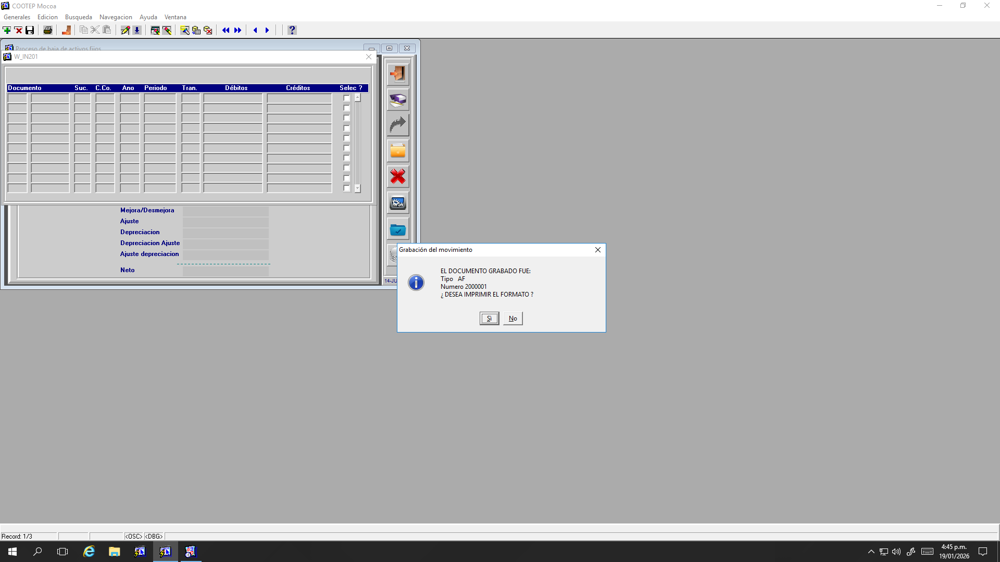 COOTEP Mocoa
Generales Edicion Busqueda Navegacion Ayuda Ventana
Proceso de baja de activos fijos
W_IN201
Documento Suc. C.Co. Ano Periodo Tran. Débitos Créditos Selec ?
Mejora/Desmejora
Ajuste
Depreciacion
Depreciacion Ajuste
Ajuste depreciacion
Neto
14-JU
Grabación del movimiento
EL DOCUMENTO GRABADO FUE:
Tipo AF
Numero 2000001
¿ DESEA IMPRIMIR EL FORMATO ?
Sì No
Record: 1/3 <OSC> <DBG>
4:45 p.m.
19/01/2026